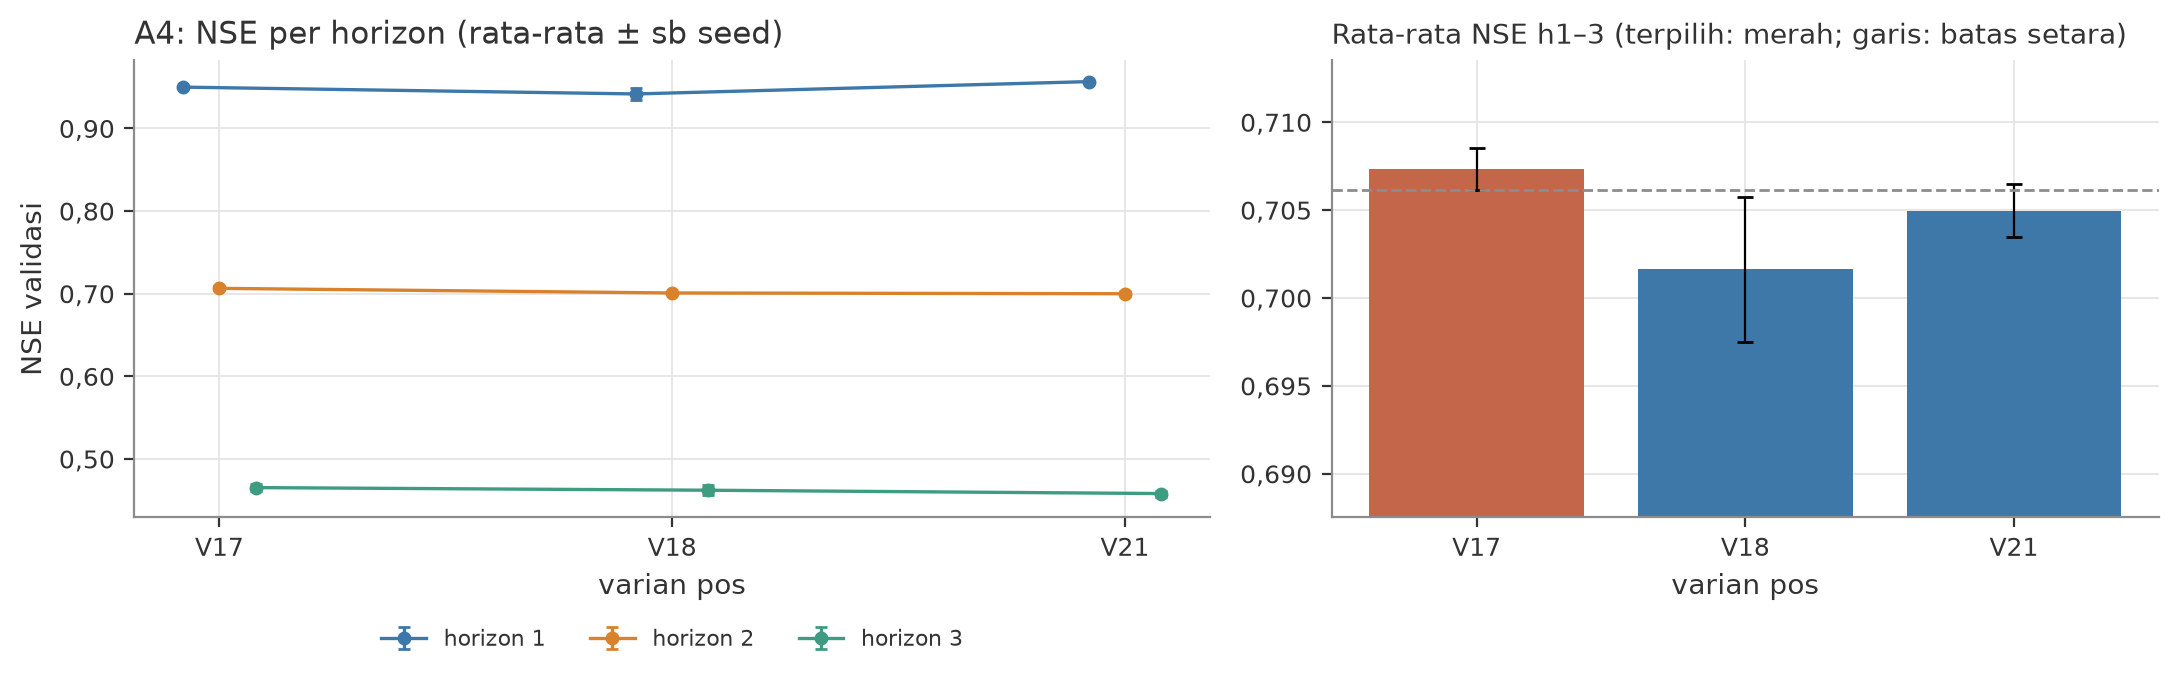 A4: NSE per horizon (rata-rata ± sb seed)
NSE validasi
0,90
0,80
0,70
0,60
0,50
V17 V18 V21
varian pos
horizon 1 horizon 2 horizon 3
Rata-rata NSE h1–3 (terpilih: merah; garis: batas setara)
0,710
0,705
0,700
0,695
0,690
V17 V18 V21
varian pos